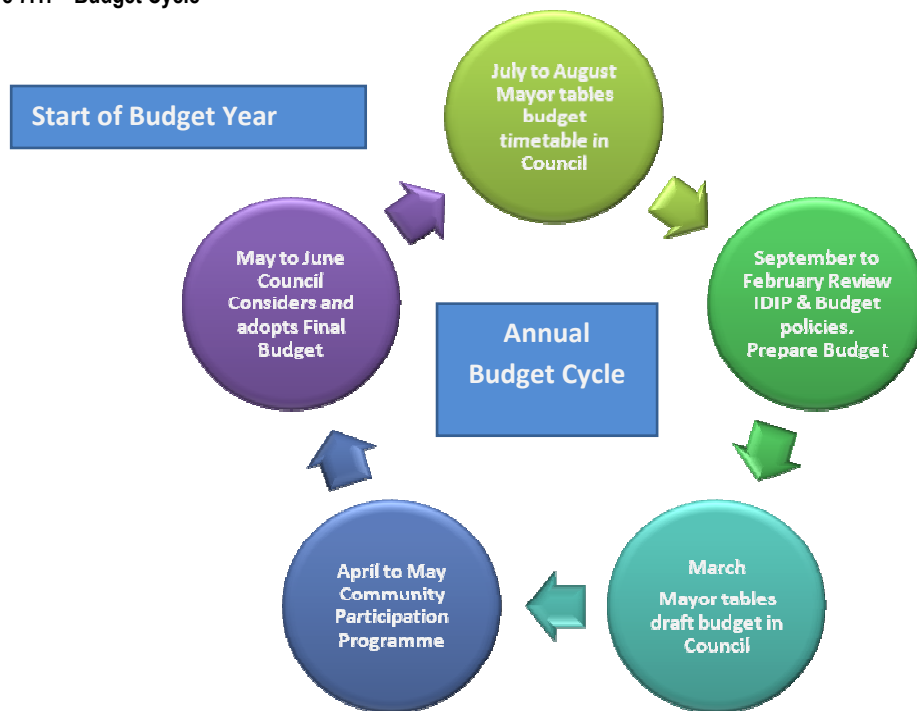 Budget Cycle
Start of Budget Year
July to August
Mayor tables
budget
timetable in
Council
September to
February Review
IDIP & Budget
policies.
Prepare Budget
March
Mayor tables
draft budget in
Council
April to May
Community
Participation
Programme
May to June
Council
Considers and
adopts Final
Budget
Annual
Budget Cycle